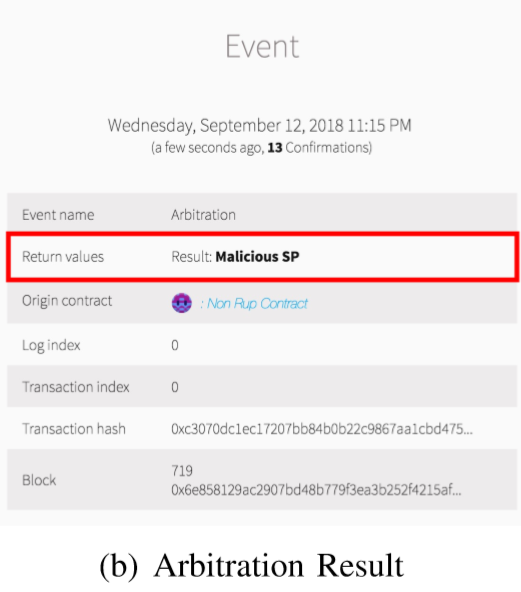 Event
Wednesday, September 12, 2018 11:15 PM
(a few seconds ago, 13 Confirmations)
Event name Arbitration
Return values Result: Malicious SP
Origin contract : Non Rup Contract
Log index 0
Transaction index 0
Transaction hash 0xc3070dc1ec17207bb84b0b22c9867aa1cbd475...
Block 719
0x6e858129ac2907bd48b779f3ea3b252f4215af...
(b) Arbitration Result